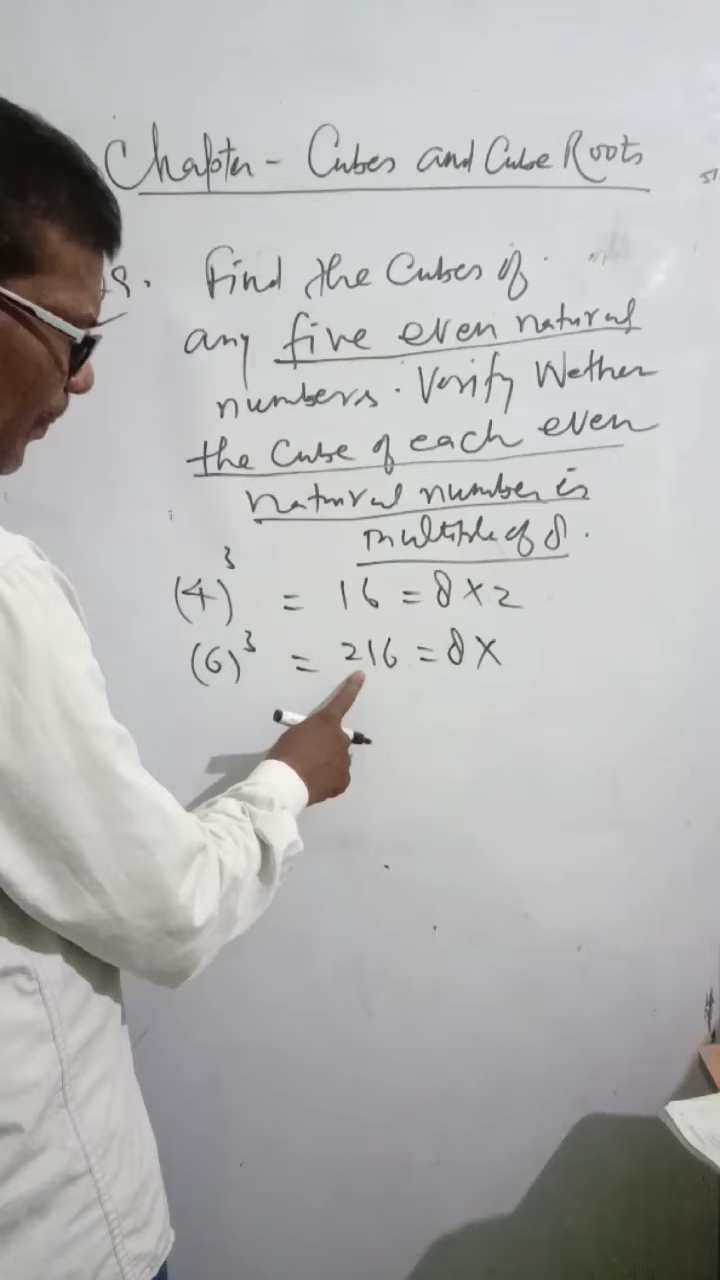 Chapter - Cubes and Cube Roots
Find the Cubes of
any five even natural
numbers. Verify Wether
the Cube of each even
natural number is
multiple of 8.
(4)³ = 16 = 8 X 2
(6)³ = 216 = 8 X